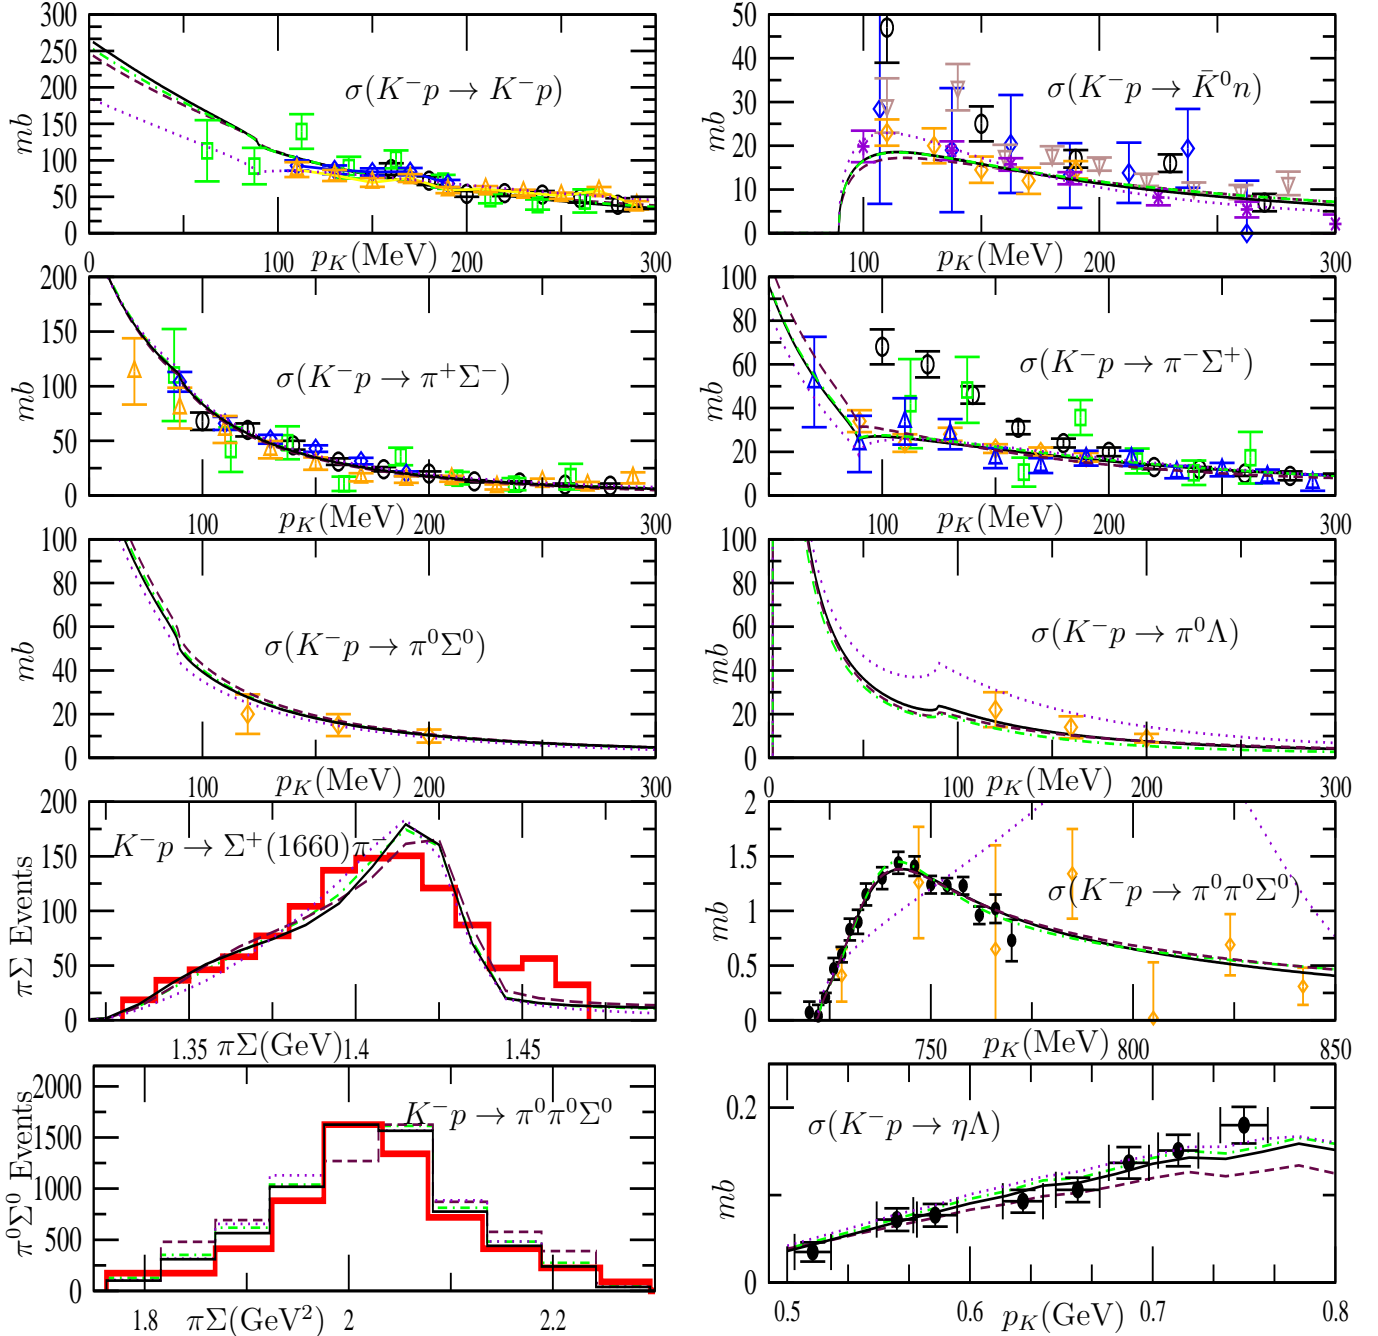 300
250
200
150
100
50
0
mb
σ(K⁻p → K⁻p)
0 100 200 300
p_K(MeV)
50
40
30
20
10
0
mb
σ(K⁻p → K̄⁰n)
100 200 300
p_K(MeV)
200
150
100
50
0
mb
σ(K⁻p → π⁺Σ⁻)
100 200 300
p_K(MeV)
100
80
60
40
20
0
mb
σ(K⁻p → π⁻Σ⁺)
100 200 300
p_K(MeV)
100
80
60
40
20
0
mb
σ(K⁻p → π⁰Σ⁰)
100 200 300
p_K(MeV)
100
80
60
40
20
0
mb
σ(K⁻p → π⁰Λ)
0 100 200 300
p_K(MeV)
200
150
100
50
0
πΣ Events
K⁻p → Σ⁺(1660)π⁻
1.35 1.4 1.45
πΣ(GeV)
2
1.5
1
0.5
0
mb
σ(K⁻p → π⁰π⁰Σ⁰)
750 800 850
p_K(MeV)
2000
1500
1000
500
0
π⁰Σ⁰ Events
K⁻p → π⁰π⁰Σ⁰
1.8 2 2.2
πΣ(GeV²)
0.2
0.1
0
mb
σ(K⁻p → ηΛ)
0.5 0.6 0.7 0.8
p_K(GeV)